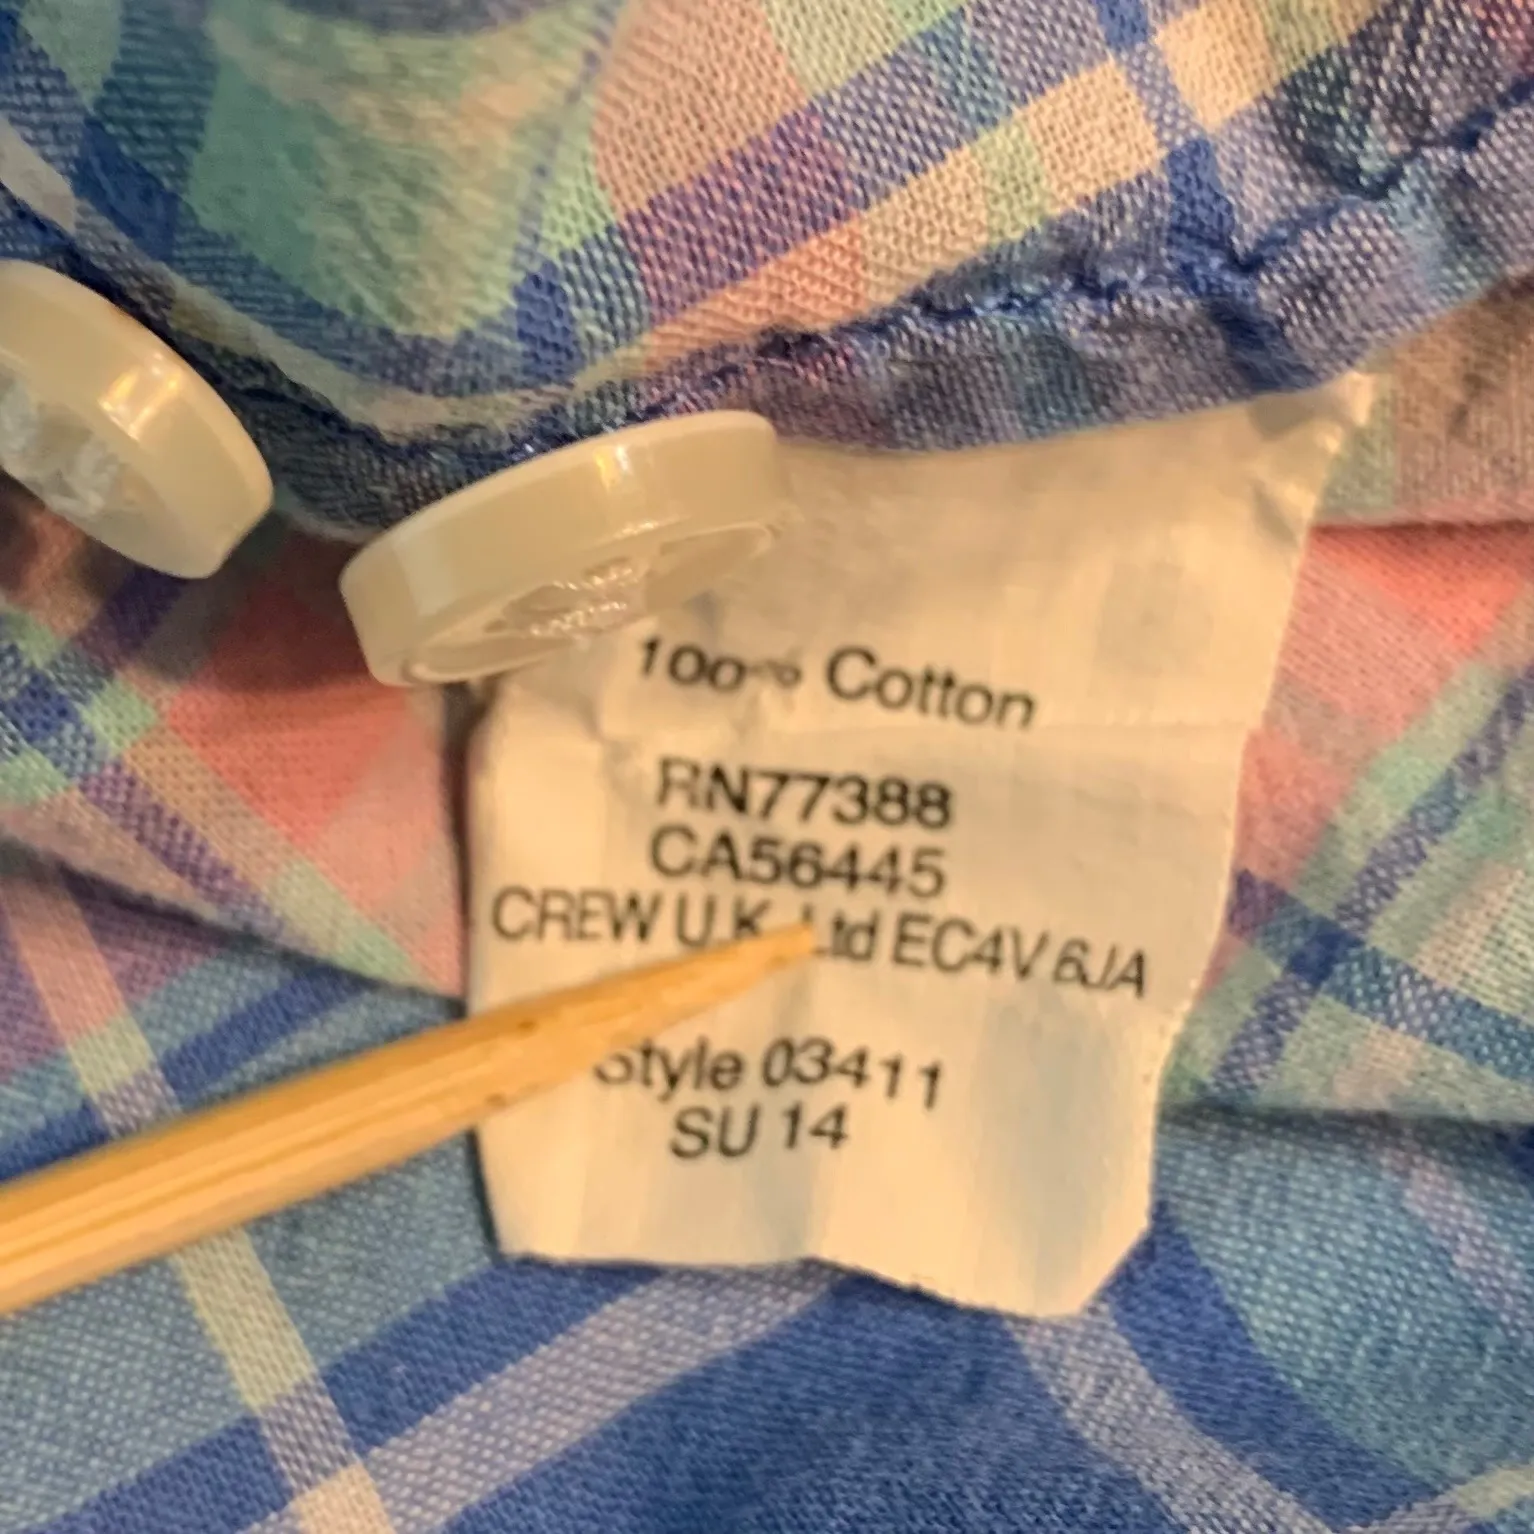 100% Cotton
RN77388
CA56445
CREW U.K. Ltd EC4V 6JA
Style 03411
SU 14